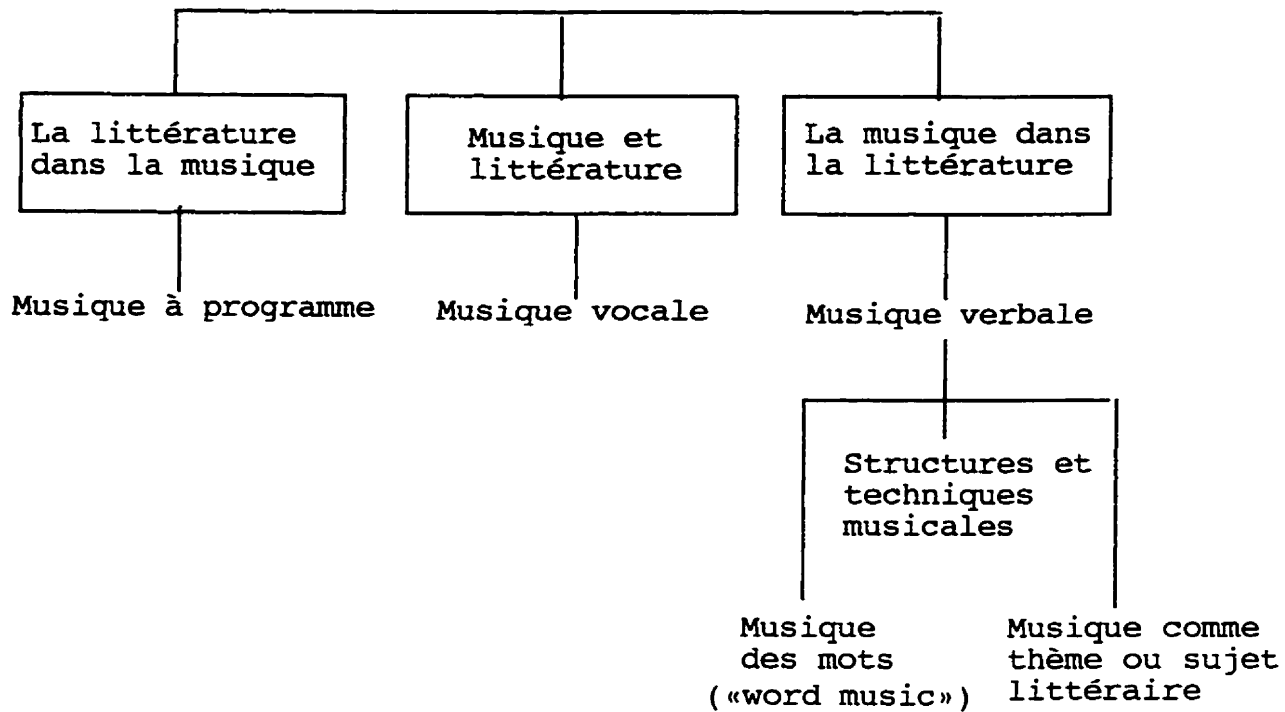 La littérature
dans la musique
Musique et
littérature
La musique dans
la littérature
Musique à programme
Musique vocale
Musique verbale
Structures et
techniques
musicales
Musique
des mots
(«word music»)
Musique comme
thème ou sujet
littéraire